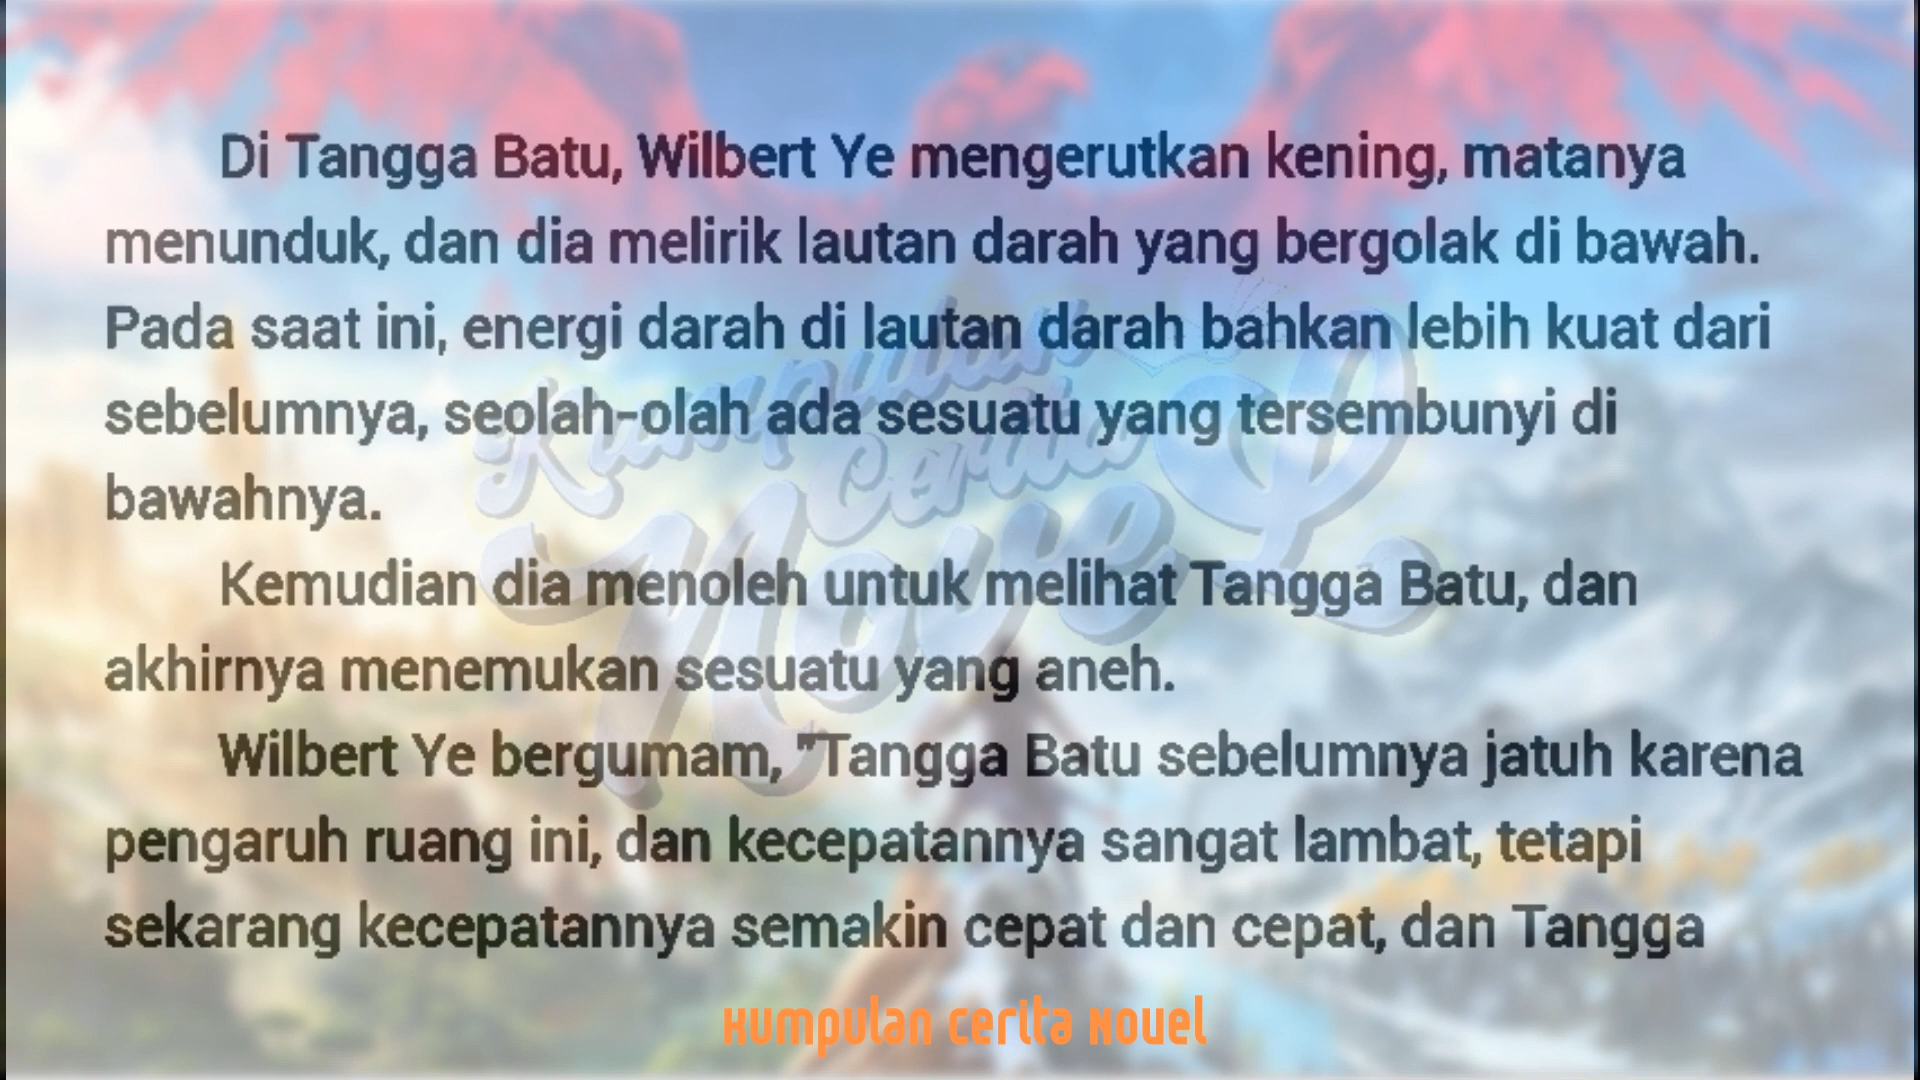 Di Tangga Batu, Wilbert Ye mengerutkan kening, matanya
menunduk, dan dia melirik lautan darah yang bergolak di bawah.
Pada saat ini, energi darah di lautan darah bahkan lebih kuat dari
sebelumnya, seolah-olah ada sesuatu yang tersembunyi di
bawahnya.
Kemudian dia menoleh untuk melihat Tangga Batu, dan
akhirnya menemukan sesuatu yang aneh.
Wilbert Ye bergumam, "Tangga Batu sebelumnya jatuh karena
pengaruh ruang ini, dan kecepatannya sangat lambat, tetapi
sekarang kecepatannya semakin cepat dan cepat, dan Tangga
Kumpulan
Cerita
Novel
Kumpulan Cerita Novel